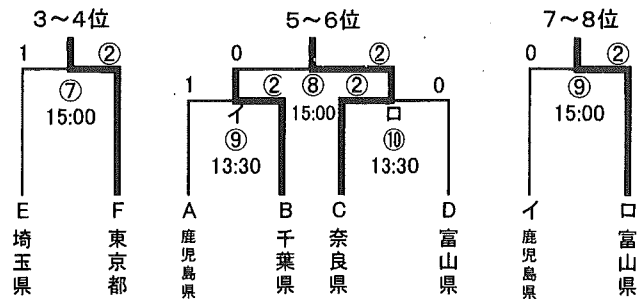 3～4位
1 ②
⑦
15:00
E F
埼玉県 東京都
5～6位
0 ②
1 ② ⑧ ② 0
イ 15:00 ロ
⑨ ⑩
13:30 13:30
A B C D
鹿児島県 千葉県 奈良県 富山県
7～8位
0 ②
⑨
15:00
イ ロ
鹿児島県 富山県